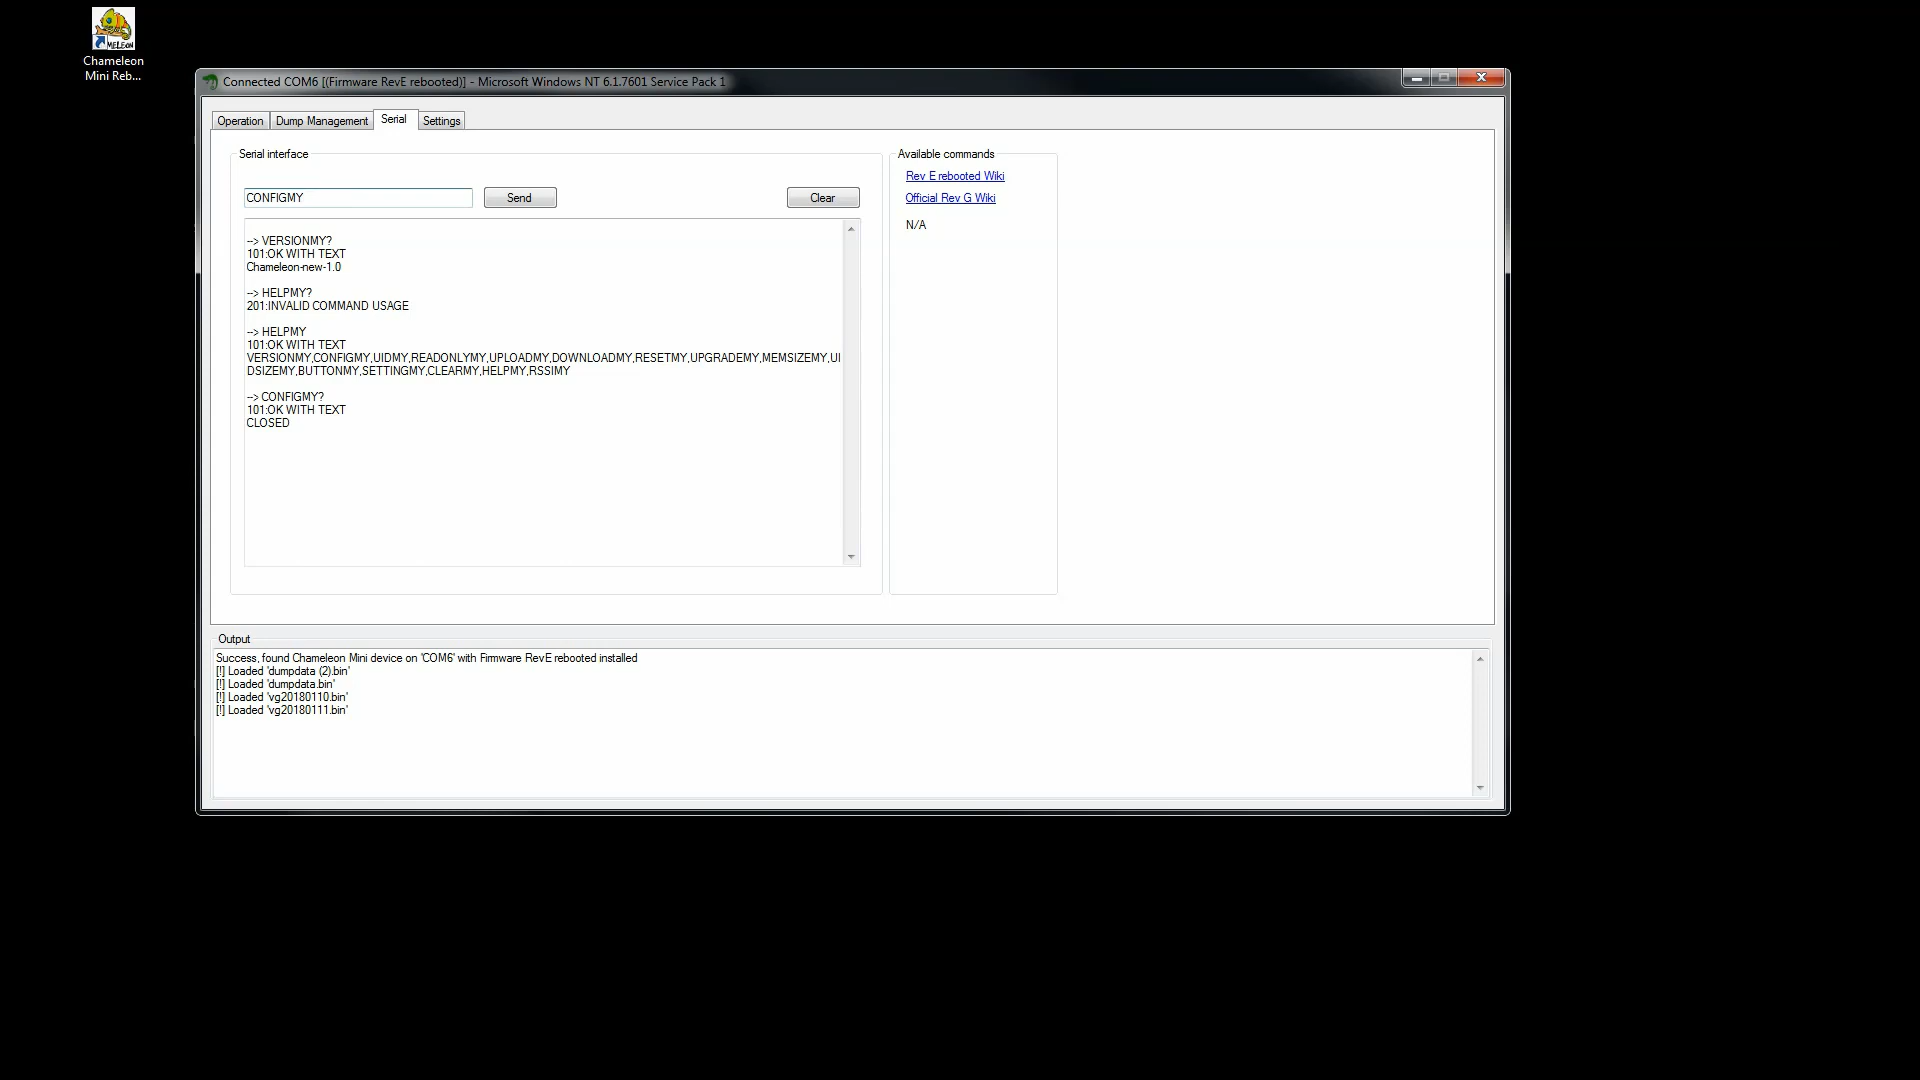 MELEON
Chameleon
Mini Reb...
Connected COM6 [(Firmware RevE rebooted)] - Microsoft Windows NT 6.1.7601 Service Pack 1
Operation
Dump Management
Serial
Settings
Serial interface
CONFIGMY
Send
Clear
--> VERSIONMY?
101:OK WITH TEXT
Chameleon-new-1.0
--> HELPMY?
201:INVALID COMMAND USAGE
--> HELPMY
101:OK WITH TEXT
VERSIONMY,CONFIGMY,UIDMY,READONLYMY,UPLOADMY,DOWNLOADMY,RESETMY,UPGRADEMY,MEMSIZEMY,UI
DSIZEMY,BUTTONMY,SETTINGMY,CLEARMY,HELPMY,RSSIMY
--> CONFIGMY?
101:OK WITH TEXT
CLOSED
Available commands
Rev E rebooted Wiki
Official Rev G Wiki
N/A
Output
Success, found Chameleon Mini device on 'COM6' with Firmware RevE rebooted installed
[!] Loaded 'dumpdata (2).bin'
[!] Loaded 'dumpdata.bin'
[!] Loaded 'vg20180110.bin'
[!] Loaded 'vg20180111.bin'